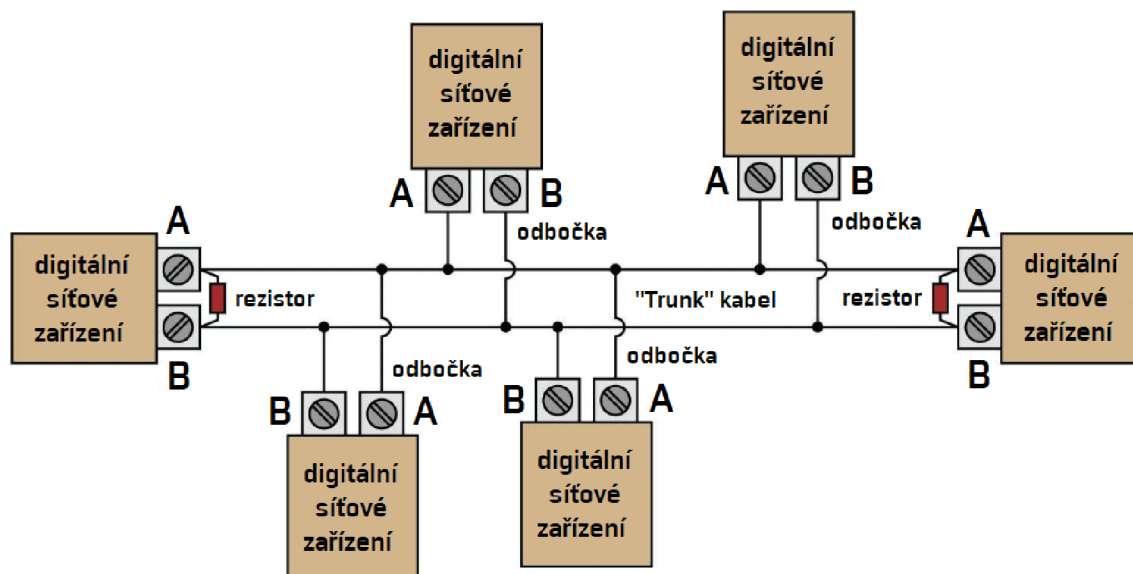 digitální
síťové
zařízení
A
B
odbočka
digitální
síťové
zařízení
A
B
odbočka
digitální
síťové
zařízení
A
B
rezistor
"Trunk" kabel
rezistor
A
B
digitální
síťové
zařízení
odbočka
B
A
digitální
síťové
zařízení
odbočka
B
A
digitální
síťové
zařízení